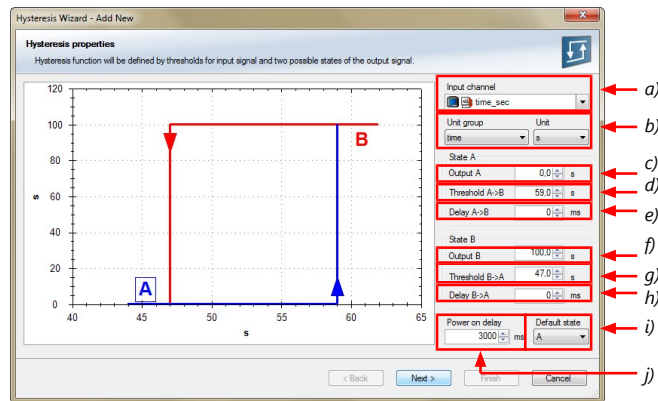 Hysteresis Wizard - Add New
Hysteresis properties
Hysteresis function will be defined by thresholds for input signal and two possible states of the output signal.
120
100
80
60
40
20
0
s
40
45
50
55
60
65
s
A
B
Input channel
time_sec
Unit group Unit
time s
State A
Output A 0,0 s
Threshold A->B 59,0 s
Delay A->B 0 ms
State B
Output B 100,0 s
Threshold B->A 47,0 s
Delay B->A 0 ms
Power on delay Default state
3000 ms A
< Back Next > Finish Cancel
a)
b)
c)
d)
e)
f)
g)
h)
i)
j)